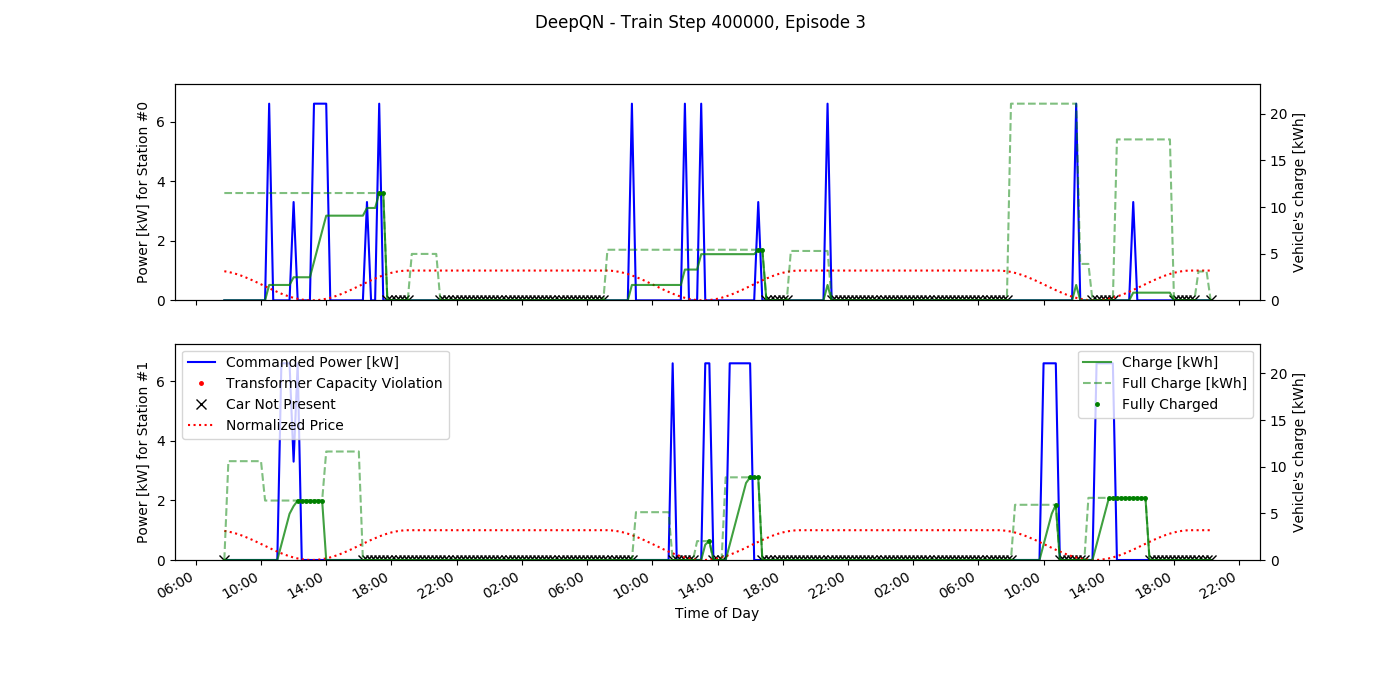 DeepQN - Train Step 400000, Episode 3
Power [kW] for Station #0
6
4
2
0
20
15
10
5
0
Vehicle's charge [kWh]
Power [kW] for Station #1
6
4
2
0
Commanded Power [kW]
Transformer Capacity Violation
Car Not Present
Normalized Price
Charge [kWh]
Full Charge [kWh]
Fully Charged
20
15
10
5
0
Vehicle's charge [kWh]
06:00 10:00 14:00 18:00 22:00 02:00 06:00 10:00 14:00 18:00 22:00 02:00 06:00 10:00 14:00 18:00 22:00
Time of Day